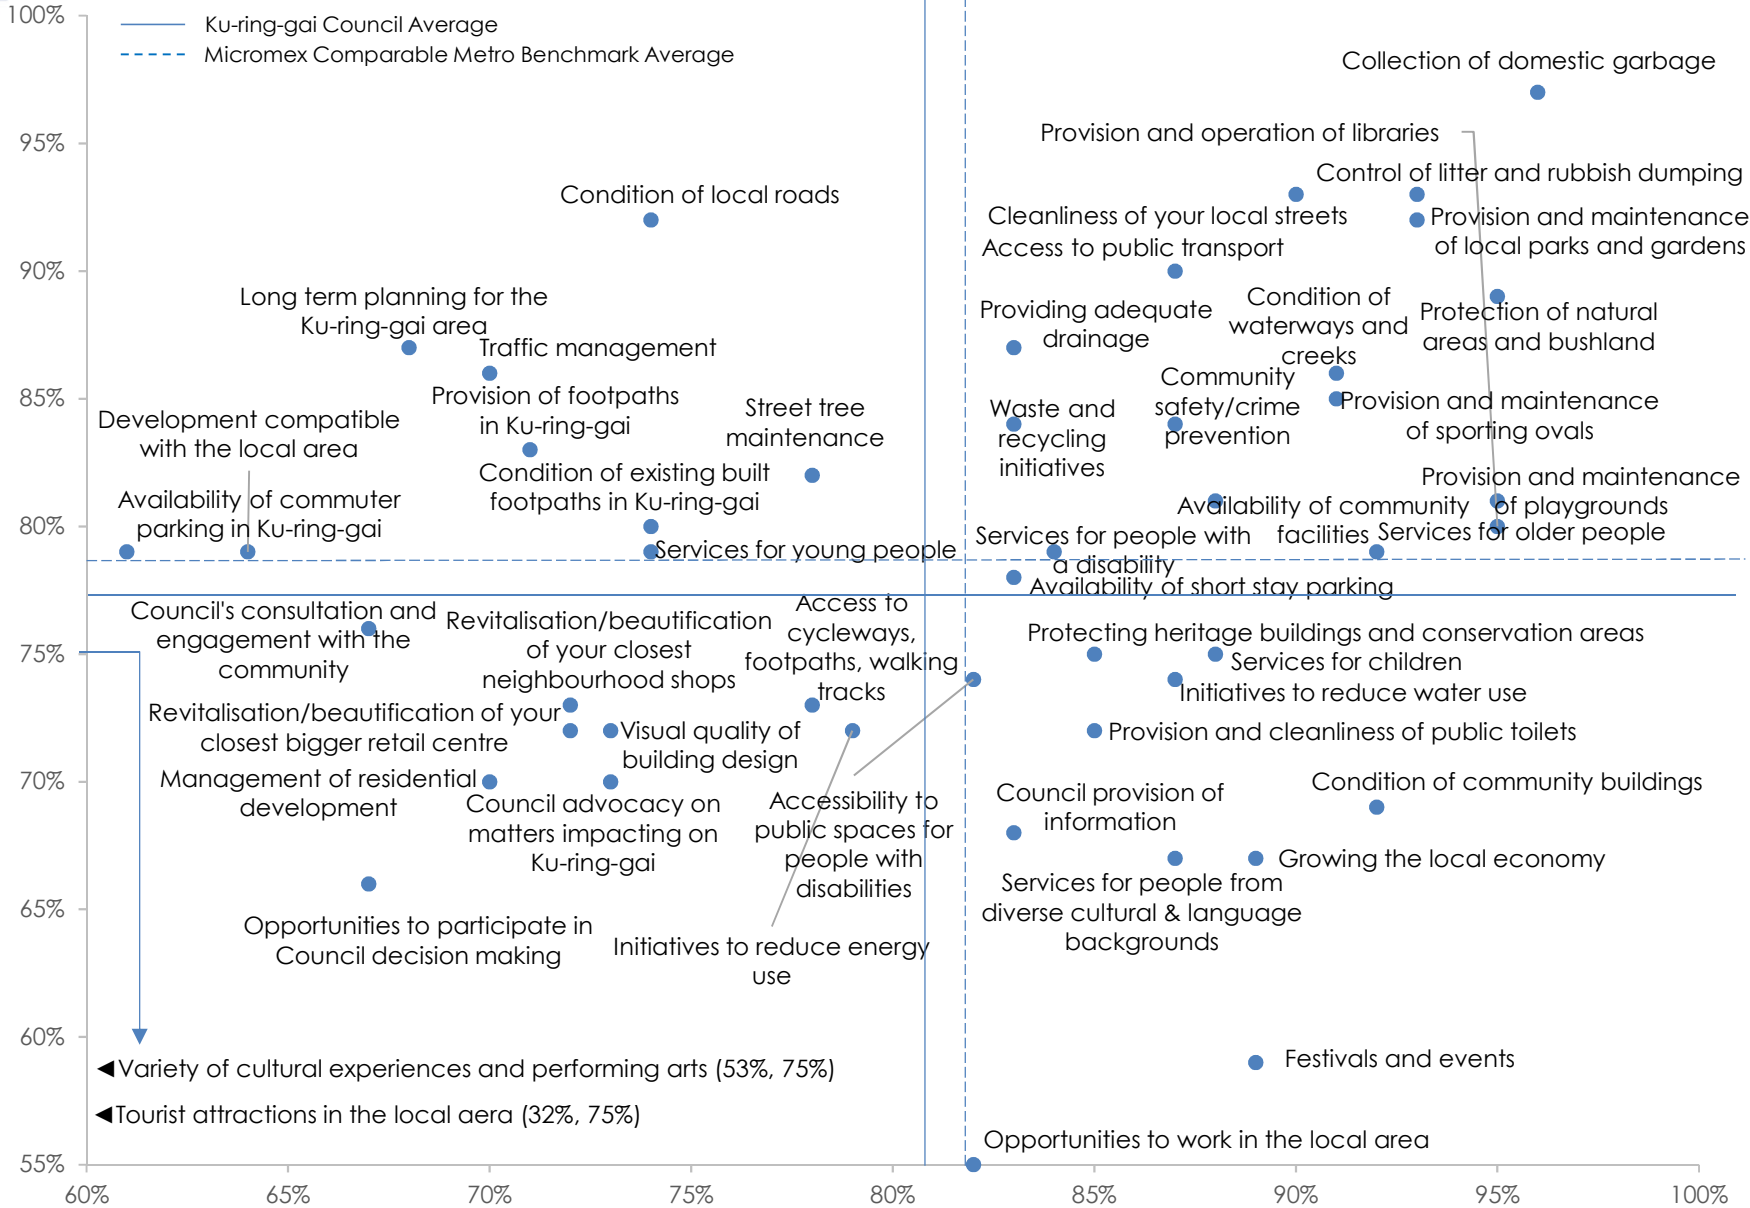 100%
Ku-ring-gai Council Average
Micromex Comparable Metro Benchmark Average
Collection of domestic garbage
95%
Provision and operation of libraries
Control of litter and rubbish dumping
Condition of local roads
Cleanliness of your local streets
Provision and maintenance
of local parks and gardens
Access to public transport
90%
Long term planning for the
Ku-ring-gai area
Traffic management
Providing adequate
drainage
Condition of
waterways and
creeks
Protection of natural
areas and bushland
85%
Provision of footpaths
in Ku-ring-gai
Street tree
maintenance
Community
safety/crime
prevention
Waste and
recycling
initiatives
Provision and maintenance
of sporting ovals
Development compatible
with the local area
Condition of existing built
footpaths in Ku-ring-gai
Provision and maintenance
of playgrounds
Availability of commuter
parking in Ku-ring-gai
Availability of community
facilities
80%
Services for older people
Services for people with
a disability
Services for young people
Availability of short stay parking
Council's consultation and
engagement with the
community
Revitalisation/beautification
of your closest
neighbourhood shops
Access to
cycleways,
footpaths, walking
tracks
Protecting heritage buildings and conservation areas
75%
Services for children
Initiatives to reduce water use
Revitalisation/beautification of your
closest bigger retail centre
Visual quality of
building design
Provision and cleanliness of public toilets
70%
Management of residential
development
Council advocacy on
matters impacting on
Ku-ring-gai
Accessibility to
public spaces for
people with
disabilities
Council provision of
information
Condition of community buildings
Growing the local economy
Services for people from
diverse cultural & language
backgrounds
65%
Opportunities to participate in
Council decision making
Initiatives to reduce energy
use
60%
◄Variety of cultural experiences and performing arts (53%, 75%)
Festivals and events
◄Tourist attractions in the local aera (32%, 75%)
Opportunities to work in the local area
55%
60%
65%
70%
75%
80%
85%
90%
95%
100%